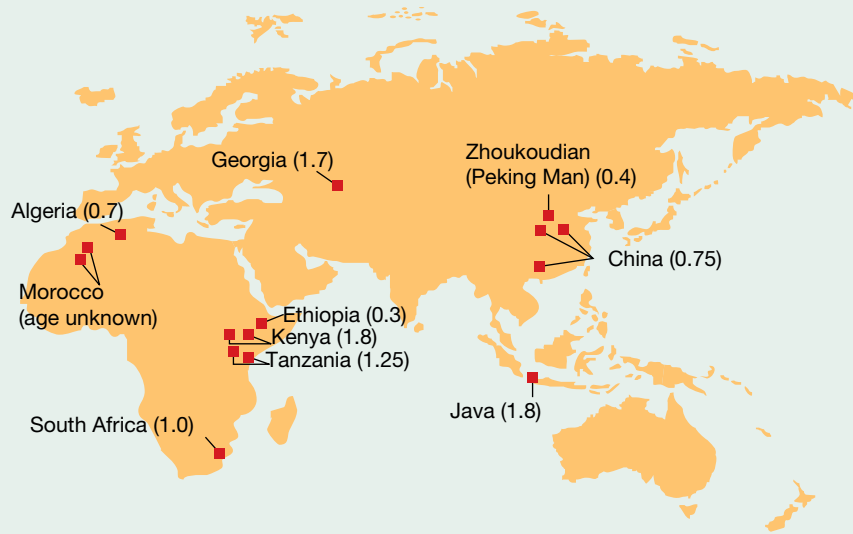 Georgia (1.7)
Zhoukoudian
(Peking Man) (0.4)
Algeria (0.7)
China (0.75)
Morocco
(age unknown)
Ethiopia (0.3)
Kenya (1.8)
Tanzania (1.25)
Java (1.8)
South Africa (1.0)